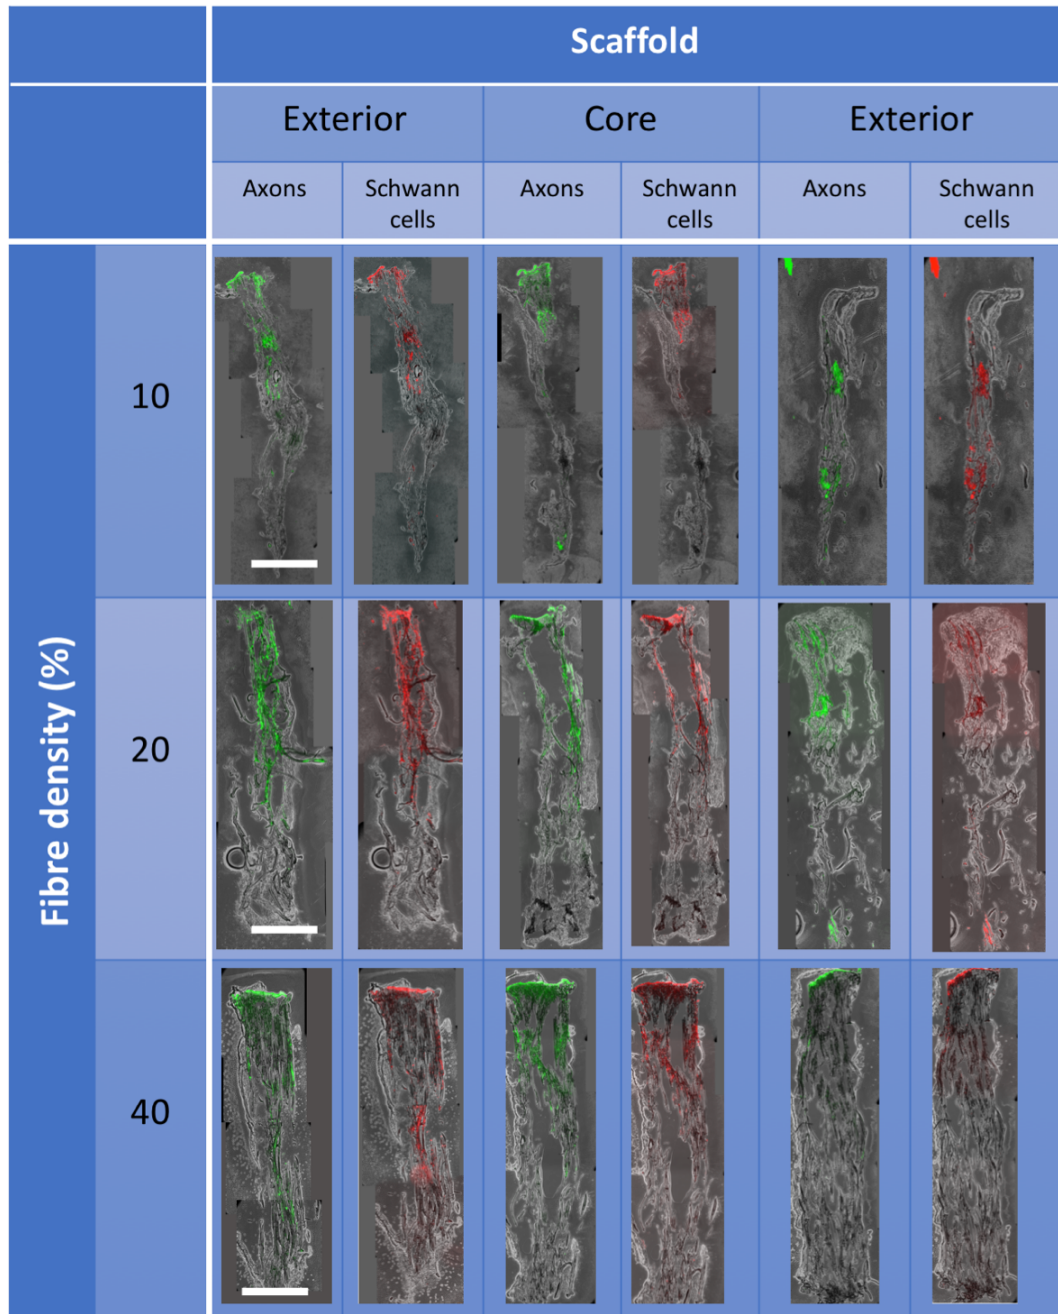 Scaffold
Exterior
Core
Exterior
Axons
Schwann
cells
Axons
Schwann
cells
Axons
Schwann
cells
Fibre density (%)
10
20
40